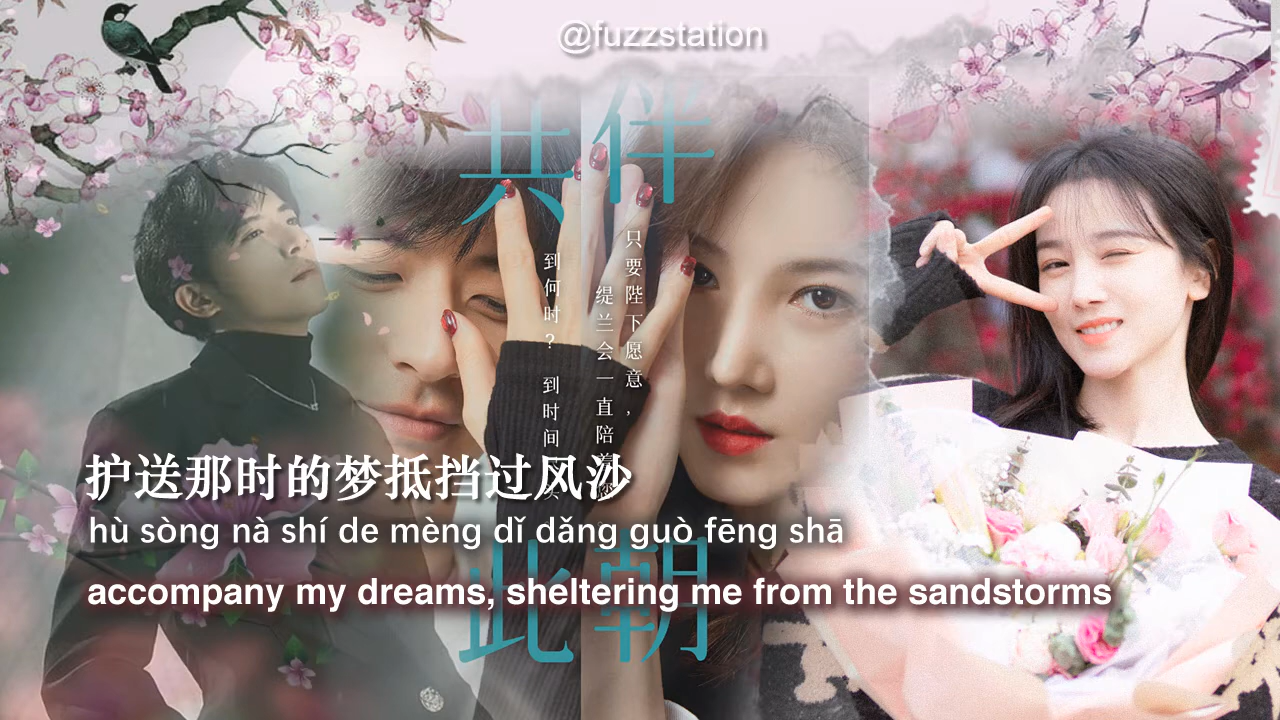 @fuzzstation
共伴
只要陛下愿意，
缇兰会一直陪着您
到何时？ 到时间
护送那时的梦抵挡过风沙
hù sòng nà shí de mèng dǐ dǎng guò fēng shā
accompany my dreams, sheltering me from the sandstorms
此朝